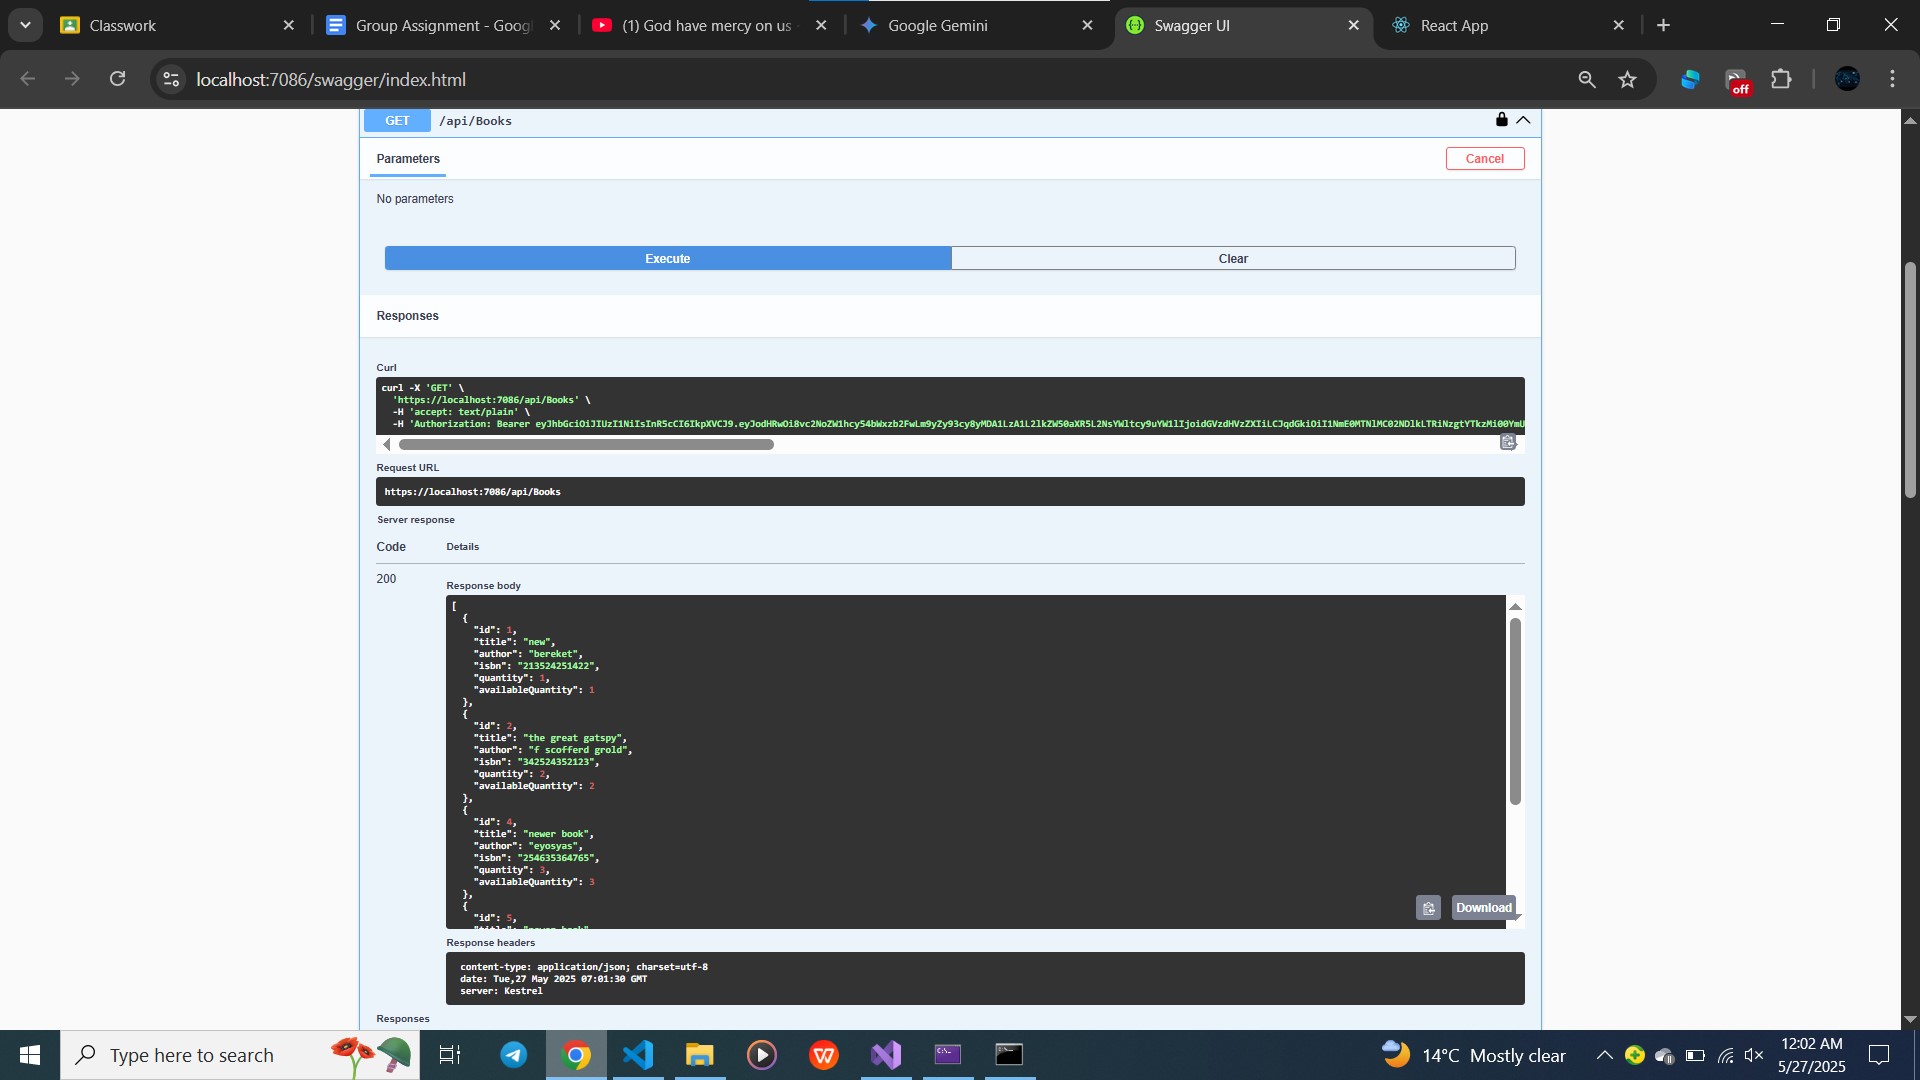 Classwork
Group Assignment - Goog
(1) God have mercy on us
Google Gemini
Swagger UI
React App
localhost:7086/swagger/index.html
off
GET
/api/Books
Parameters
Cancel
No parameters
Execute
Clear
Responses
Curl
curl -X 'GET' \
'https://localhost:7086/api/Books' \
-H 'accept: text/plain' \
-H 'Authorization: Bearer
Request URL
https://localhost:7086/api/Books
Server response
Code
Details
200
Response body
[
{
"id": 1,
"title": "new",
"author": "bereket",
"isbn": "213524251422",
"quantity": 1,
"availableQuantity": 1
},
{
"id": 2,
"title": "the great gatspy",
"author": "f scofferd grold",
"isbn": "342524352123",
"quantity": 2,
"availableQuantity": 2
},
{
"id": 4,
"title": "newer book",
"author": "eyosyas",
"isbn": "254635364765",
"quantity": 3,
"availableQuantity": 3
},
{
"id": 5,
Download
Response headers
content-type: application/json; charset=utf-8
date: Tue,27 May 2025 07:01:30 GMT
server: Kestrel
Responses
Type here to search
14°C Mostly clear
12:02 AM
5/27/2025